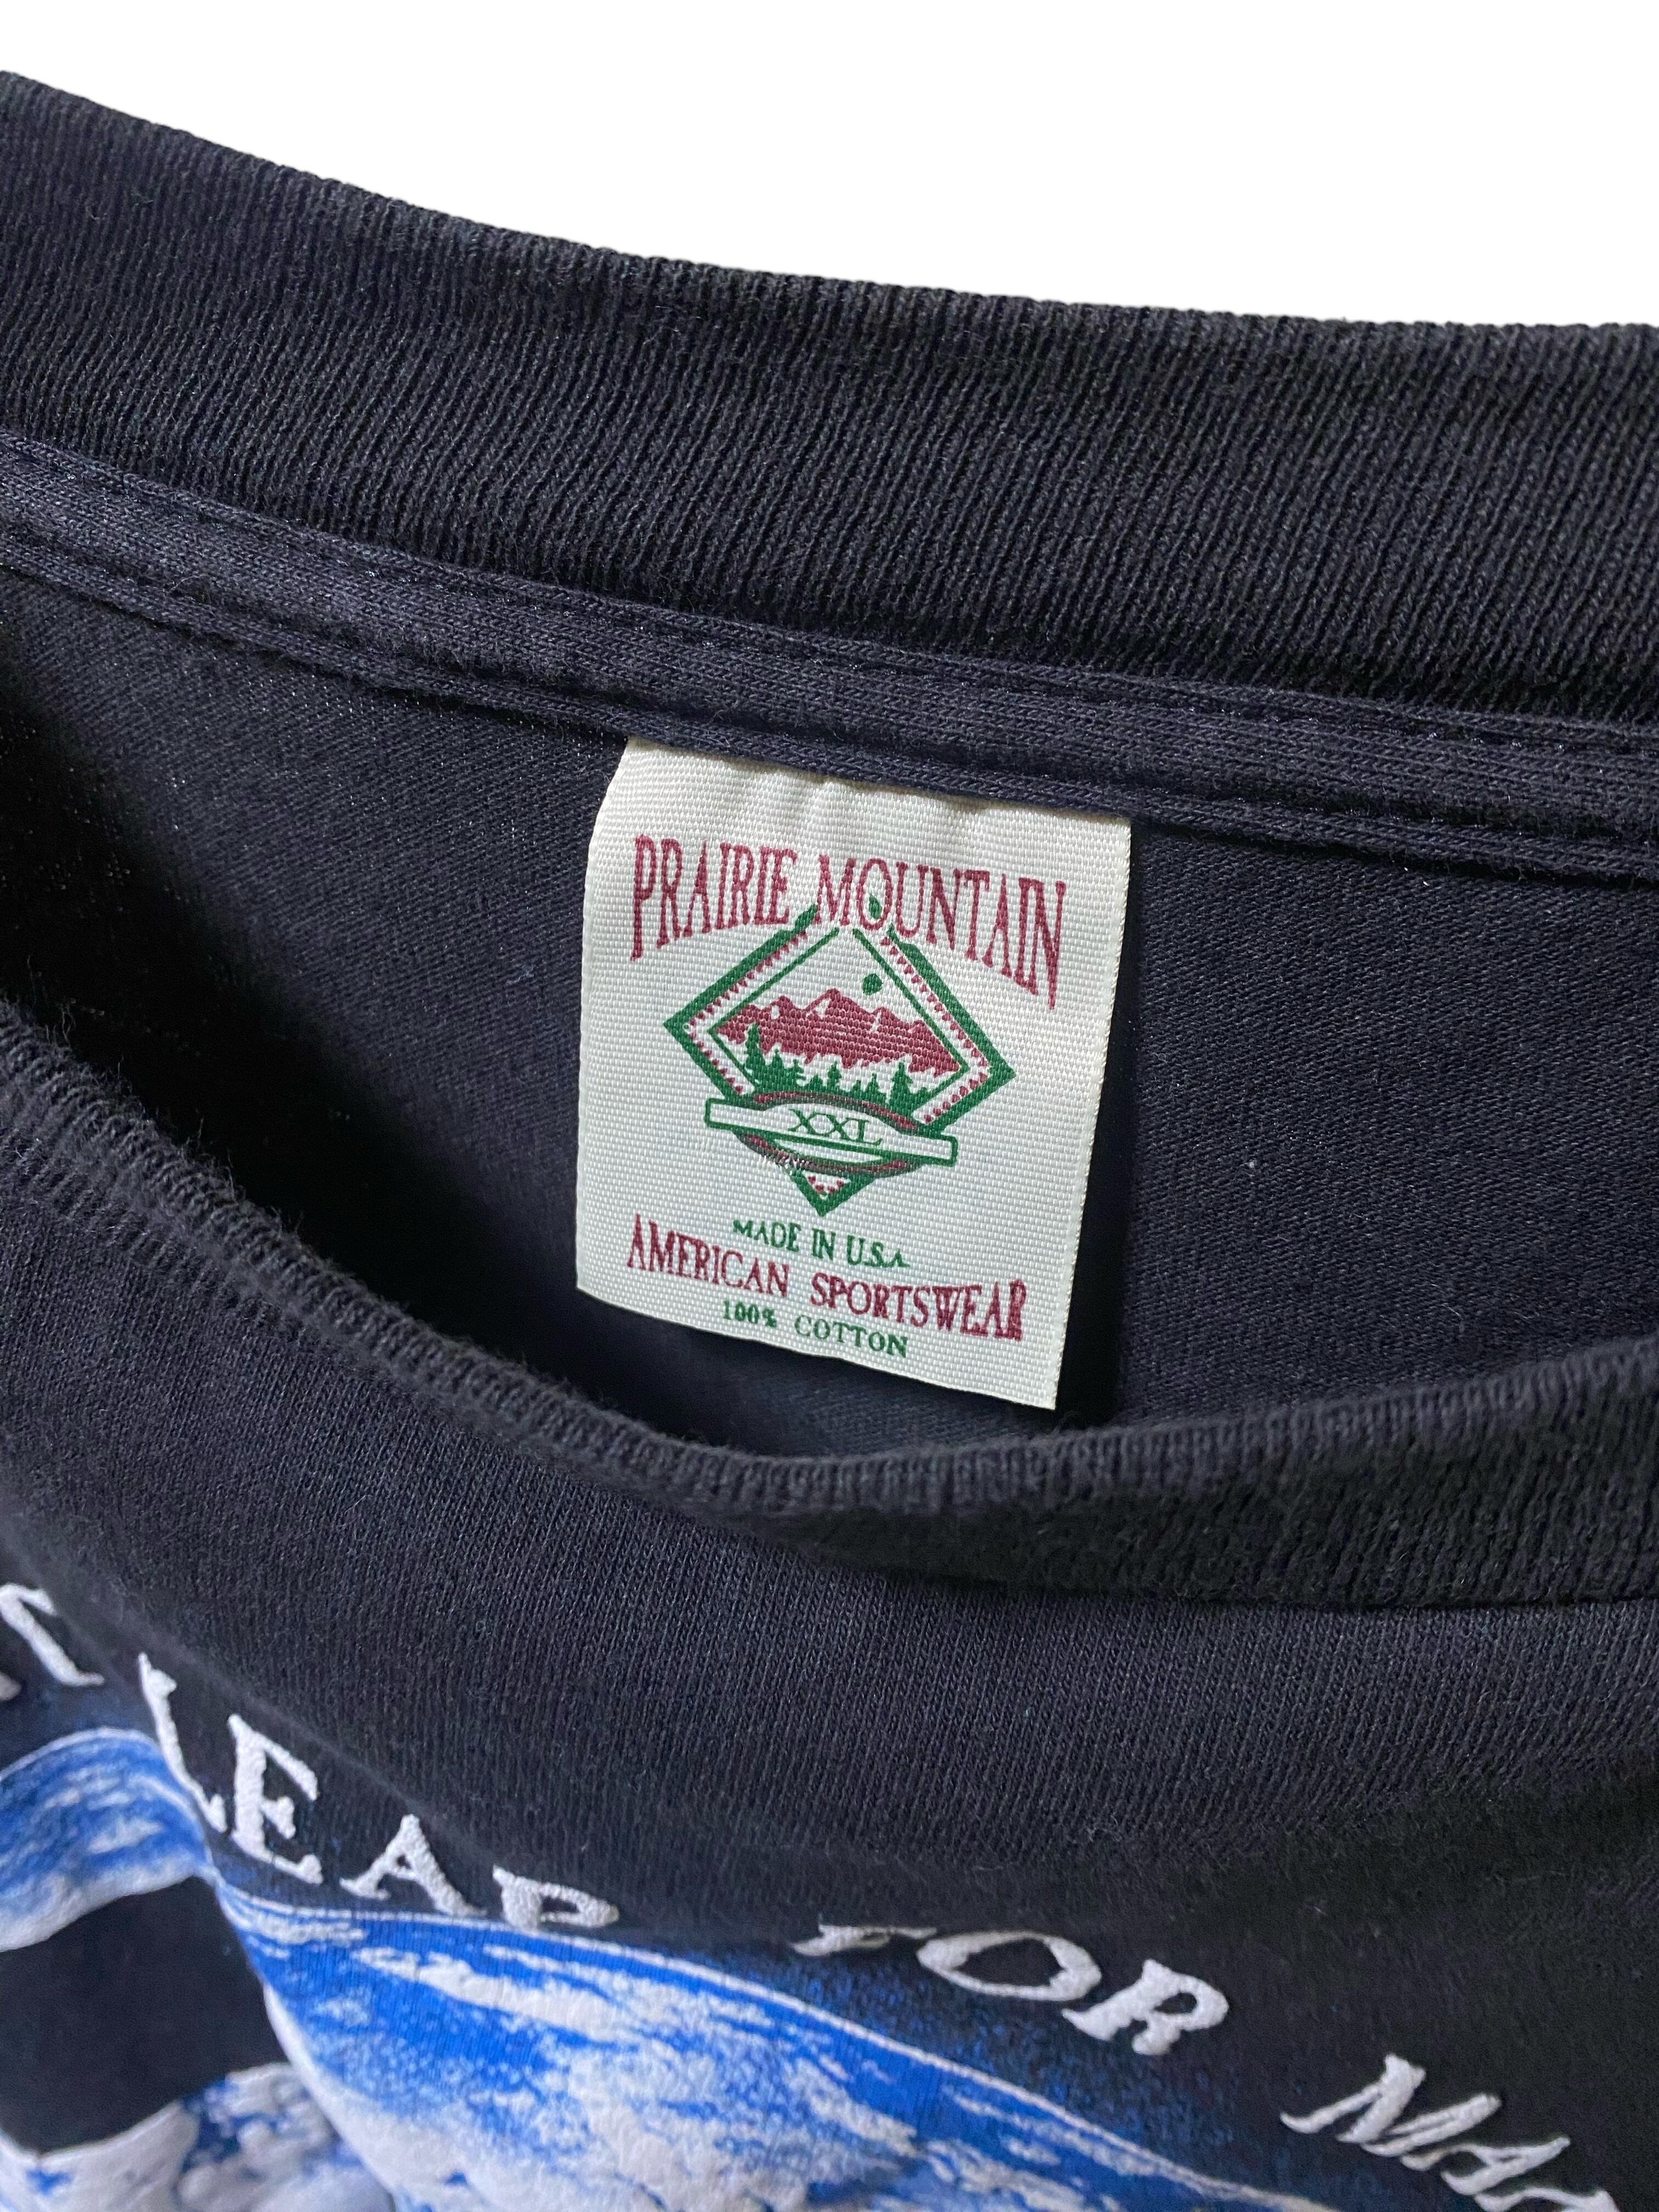 PRAIRIE MOUNTAIN
XXL
MADE IN U.S.A.
AMERICAN SPORTSWEAR
100% COTTON
LEAP FOR